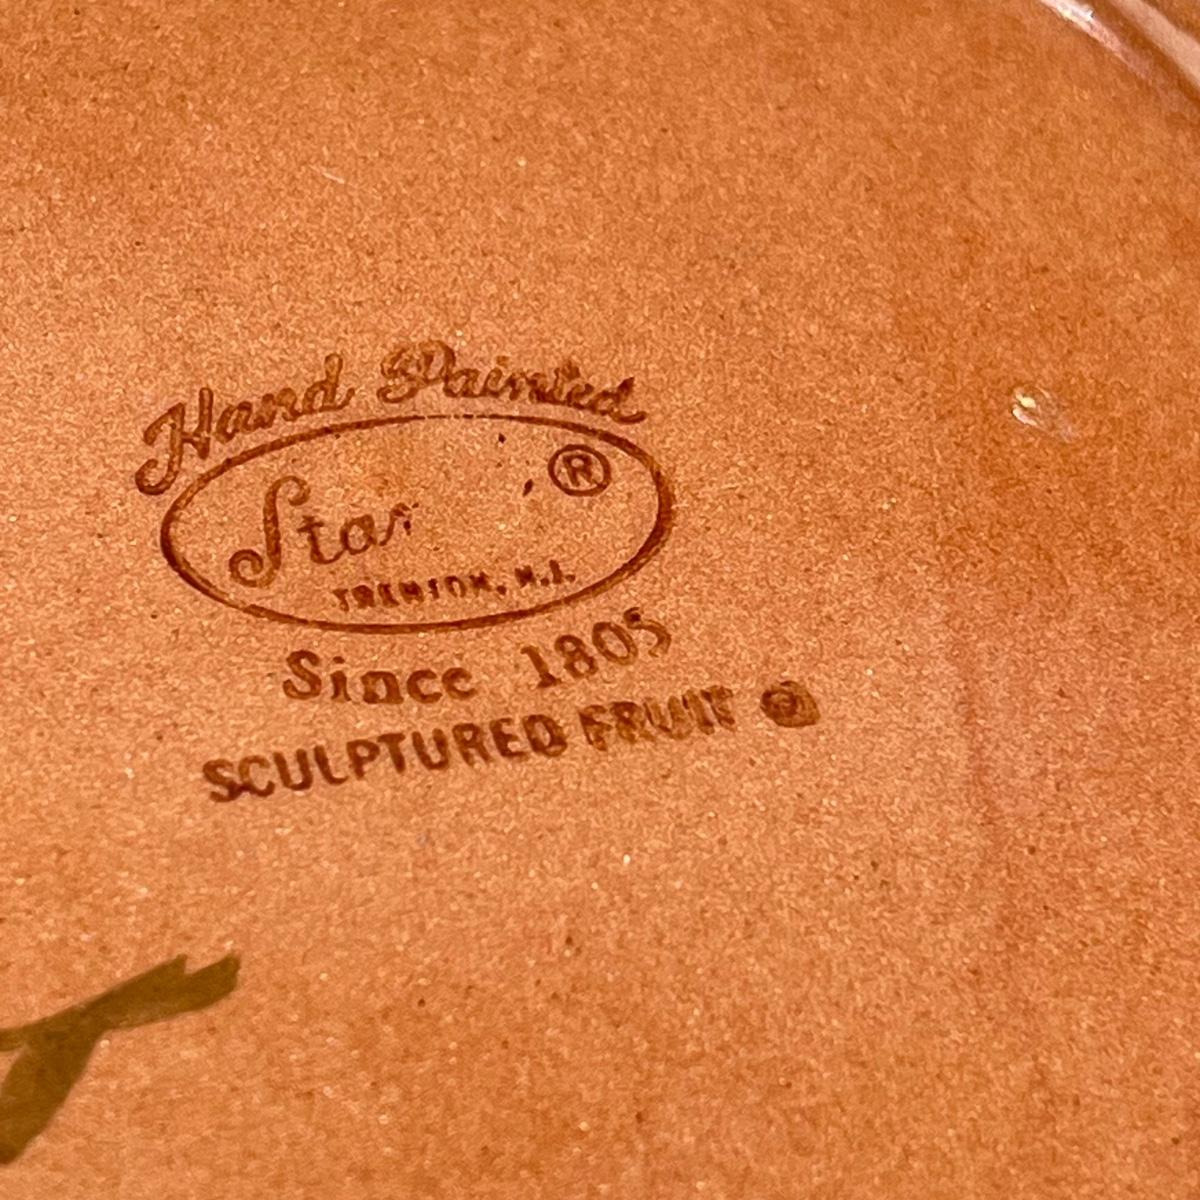 Hand Painted
Star ®
TRENTON, N.J.
Since 1805
SCULPTURED FRUIT